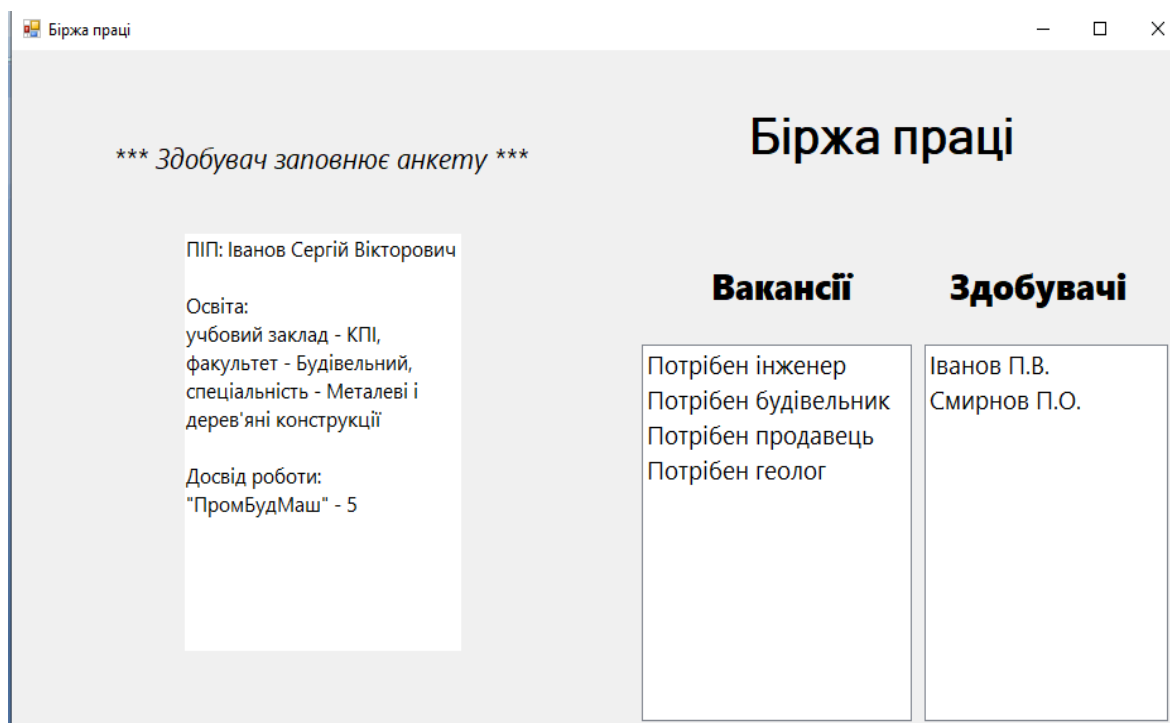 Біржа праці
*** Здобувач заповнює анкету ***
ПІП: Іванов Сергій Вікторович
Освіта:
учбовий заклад - КПІ,
факультет - Будівельний,
спеціальність - Металеві і
дерев'яні конструкції
Досвід роботи:
"ПромБудМаш" - 5
Біржа праці
Вакансії
Потрібен інженер
Потрібен будівельник
Потрібен продавець
Потрібен геолог
Здобувачі
Іванов П.В.
Смирнов П.О.